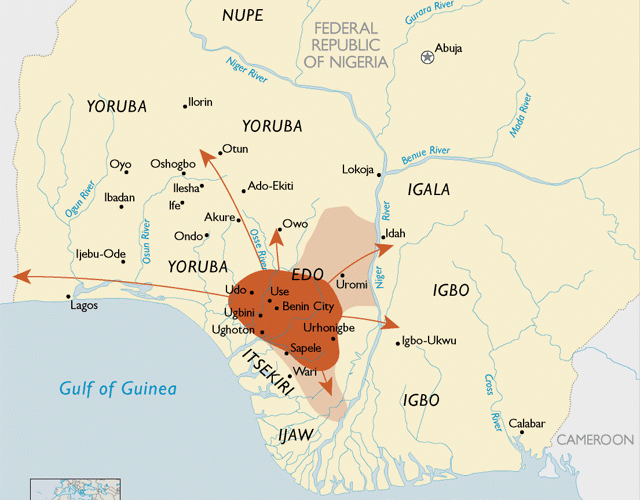 NUPE
Gurara River
FEDERAL
REPUBLIC
OF NIGERIA
Abuja
Niger River
Mada River
YORUBA
Ilorin
YORUBA
Otun
Benue River
Oyo
Oshogbo
Lokoja
Ogun River
Ilesha
Ado-Ekiti
IGALA
Ibadan
Ife
Osun River
Akure
Owo
Niger River
Ondo
Osse River
Idah
Ijebu-Ode
YORUBA
EDO
Uromi
IGBO
Lagos
Udo
Use
Benin City
Ugbini
Ughoton
Urhonigbe
Igbo-Ukwu
Sapele
ITSEKIRI
Wari
Gulf of Guinea
IGBO
Cross River
IJAW
Calabar
CAMEROON